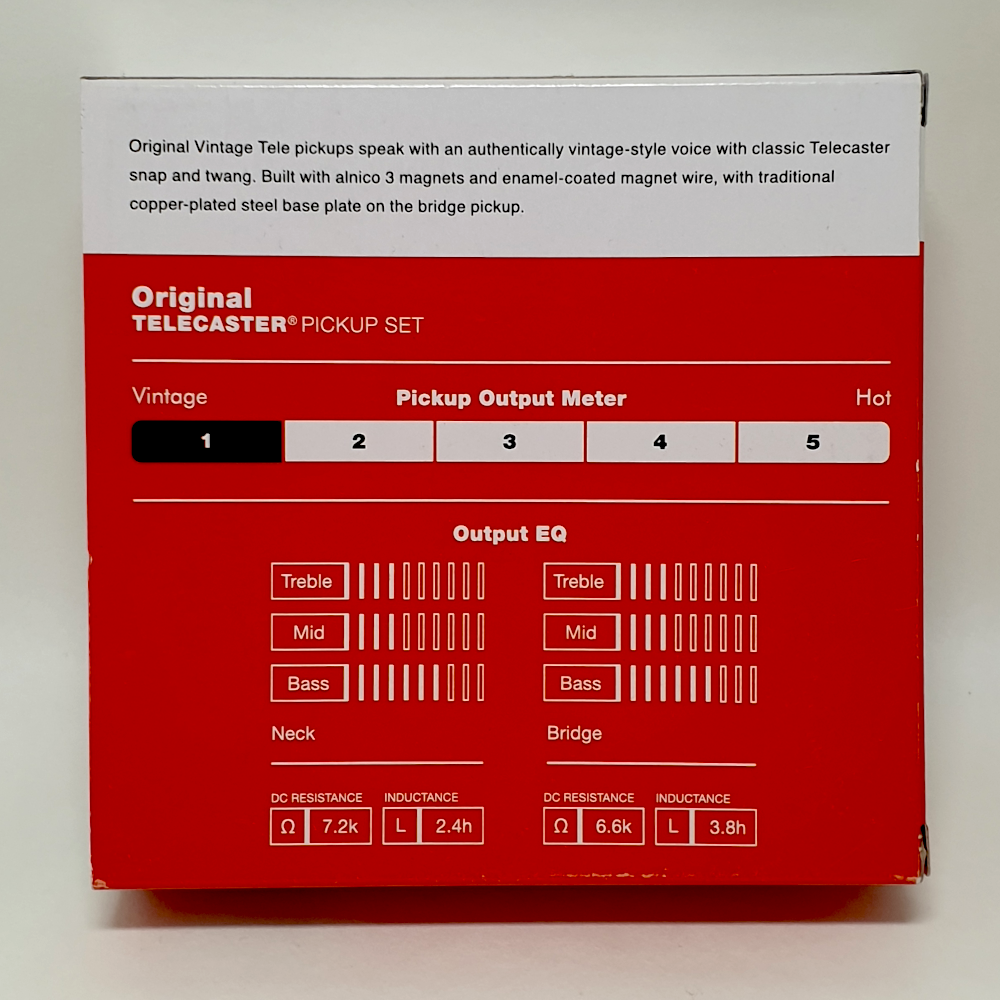 Original Vintage Tele pickups speak with an authentically vintage-style voice with classic Telecaster
snap and twang. Built with alnico 3 magnets and enamel-coated magnet wire, with traditional
copper-plated steel base plate on the bridge pickup.
Original
TELECASTER® PICKUP SET
Vintage Pickup Output Meter Hot
1 2 3 4 5
Output EQ
Treble Treble
Mid Mid
Bass Bass
Neck Bridge
DC RESISTANCE INDUCTANCE DC RESISTANCE INDUCTANCE
Ω 7.2k L 2.4h Ω 6.6k L 3.8h